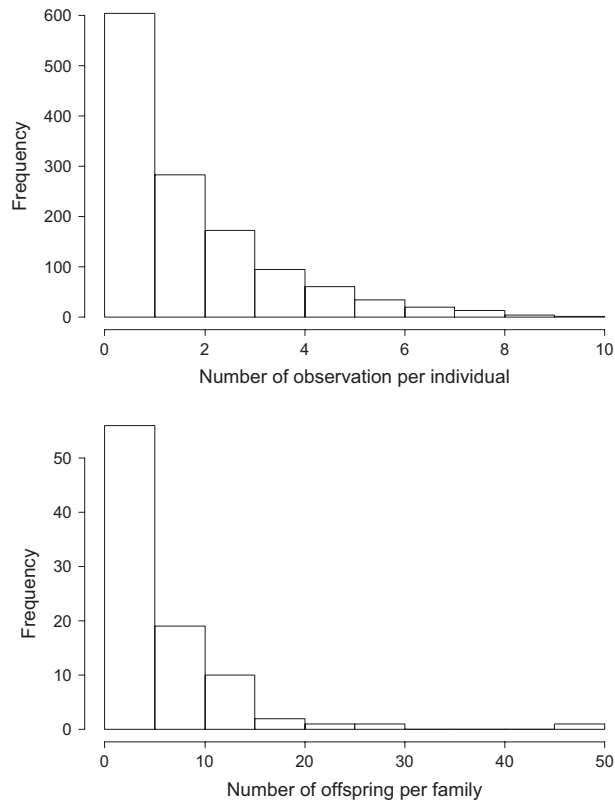 600
500
400
300
200
100
0
Frequency
0 2 4 6 8 10
Number of observation per individual
50
40
30
20
10
0
Frequency
0 10 20 30 40 50
Number of offspring per family